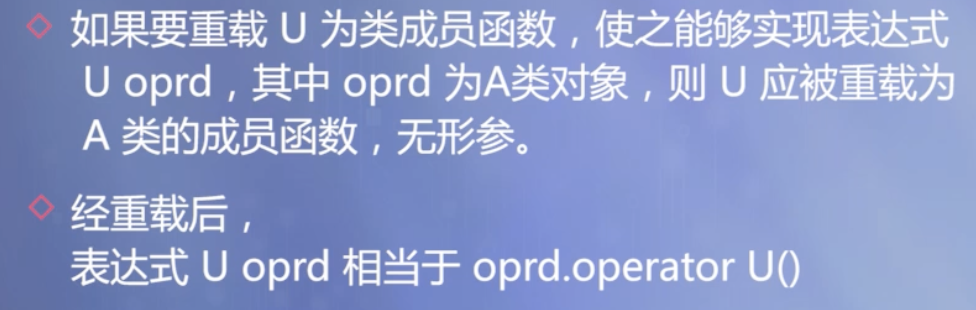 如果要重载 U 为类成员函数，使之能够实现表达式
U oprd，其中 oprd 为A类对象，则 U 应被重载为
A 类的成员函数，无形参。
经重载后，
表达式 U oprd 相当于 oprd.operator U()